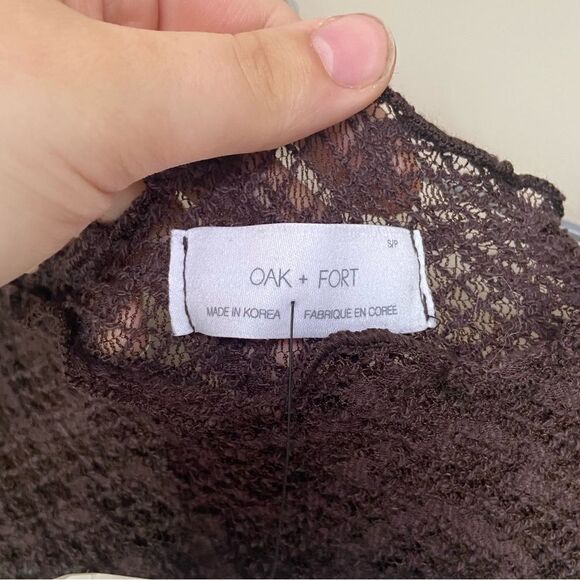 S/P
OAK + FORT
MADE IN KOREA FABRIQUE EN CORÉE